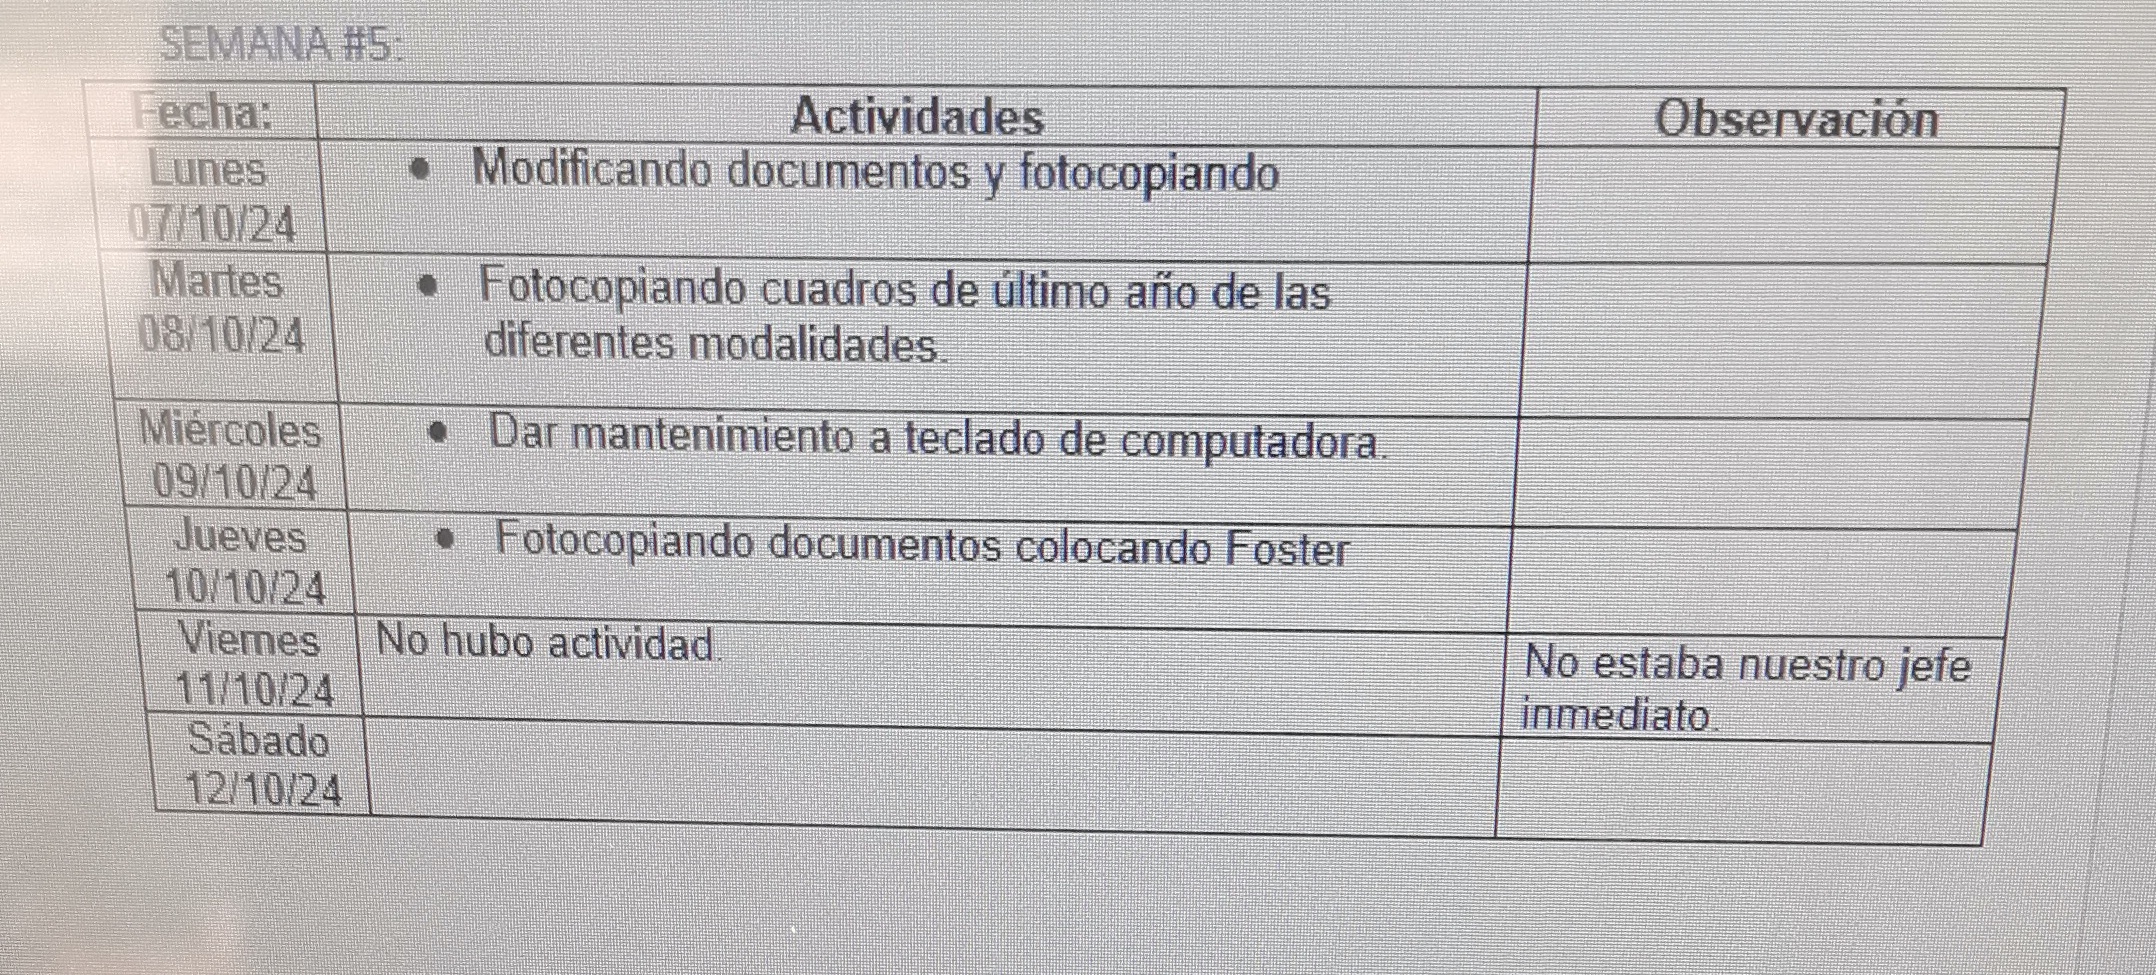 SEMANA #5:
Fecha: Actividades Observación
Lunes
07/10/24
• Modificando documentos y fotocopiando
Martes
08/10/24
• Fotocopiando cuadros de último año de las
diferentes modalidades.
Miércoles
09/10/24
• Dar mantenimiento a teclado de computadora.
Jueves
10/10/24
• Fotocopiando documentos colocando Foster
Viernes
11/10/24
No hubo actividad.
No estaba nuestro jefe
inmediato.
Sábado
12/10/24